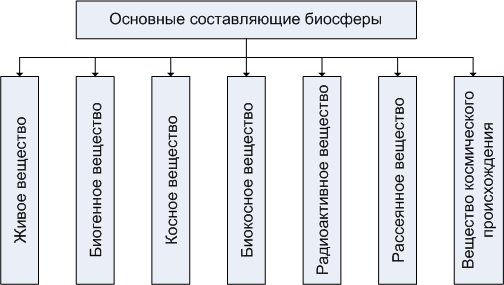 Основные составляющие биосферы
Живое вещество
Биогенное вещество
Косное вещество
Биокосное вещество
Радиоактивное вещество
Рассеянное вещество
Вещество космического
происхождения